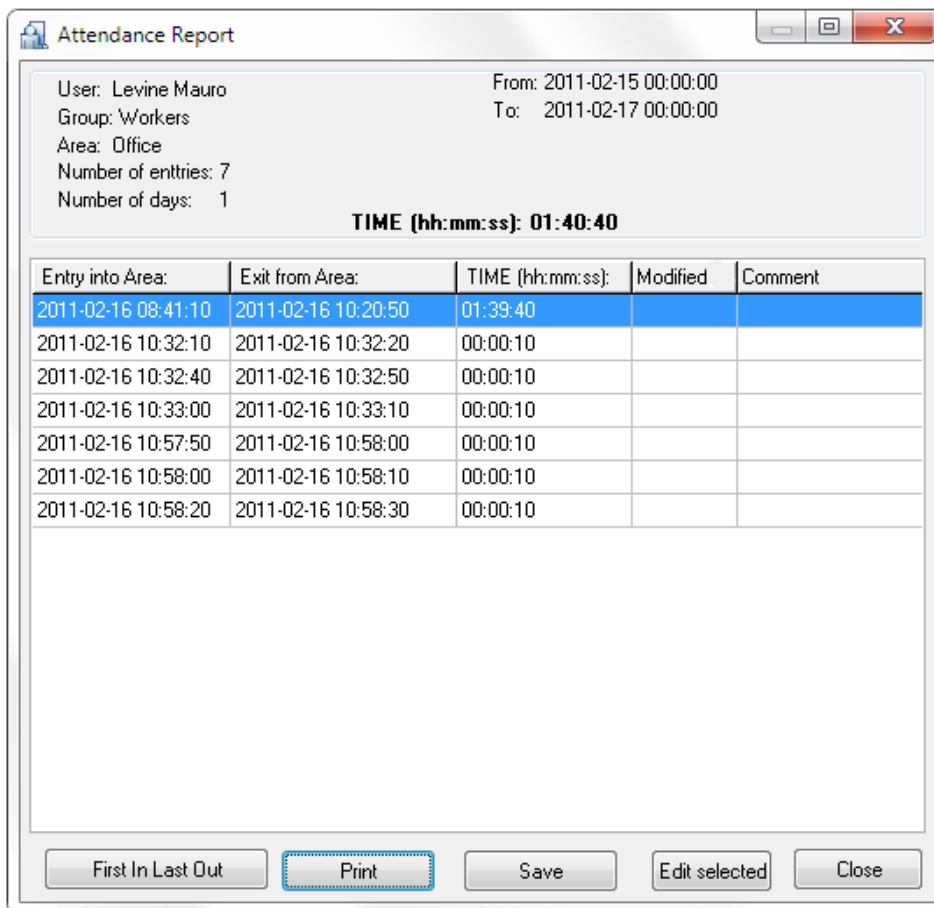 Attendance Report
User: Levine Mauro
From: 2011-02-15 00:00:00
Group: Workers
To: 2011-02-17 00:00:00
Area: Office
Number of enttries: 7
Number of days: 1
TIME (hh:mm:ss): 01:40:40
Entry into Area: Exit from Area: TIME (hh:mm:ss): Modified Comment
2011-02-16 08:41:10 2011-02-16 10:20:50 01:39:40
2011-02-16 10:32:10 2011-02-16 10:32:20 00:00:10
2011-02-16 10:32:40 2011-02-16 10:32:50 00:00:10
2011-02-16 10:33:00 2011-02-16 10:33:10 00:00:10
2011-02-16 10:57:50 2011-02-16 10:58:00 00:00:10
2011-02-16 10:58:00 2011-02-16 10:58:10 00:00:10
2011-02-16 10:58:20 2011-02-16 10:58:30 00:00:10
First In Last Out Print Save Edit selected Close